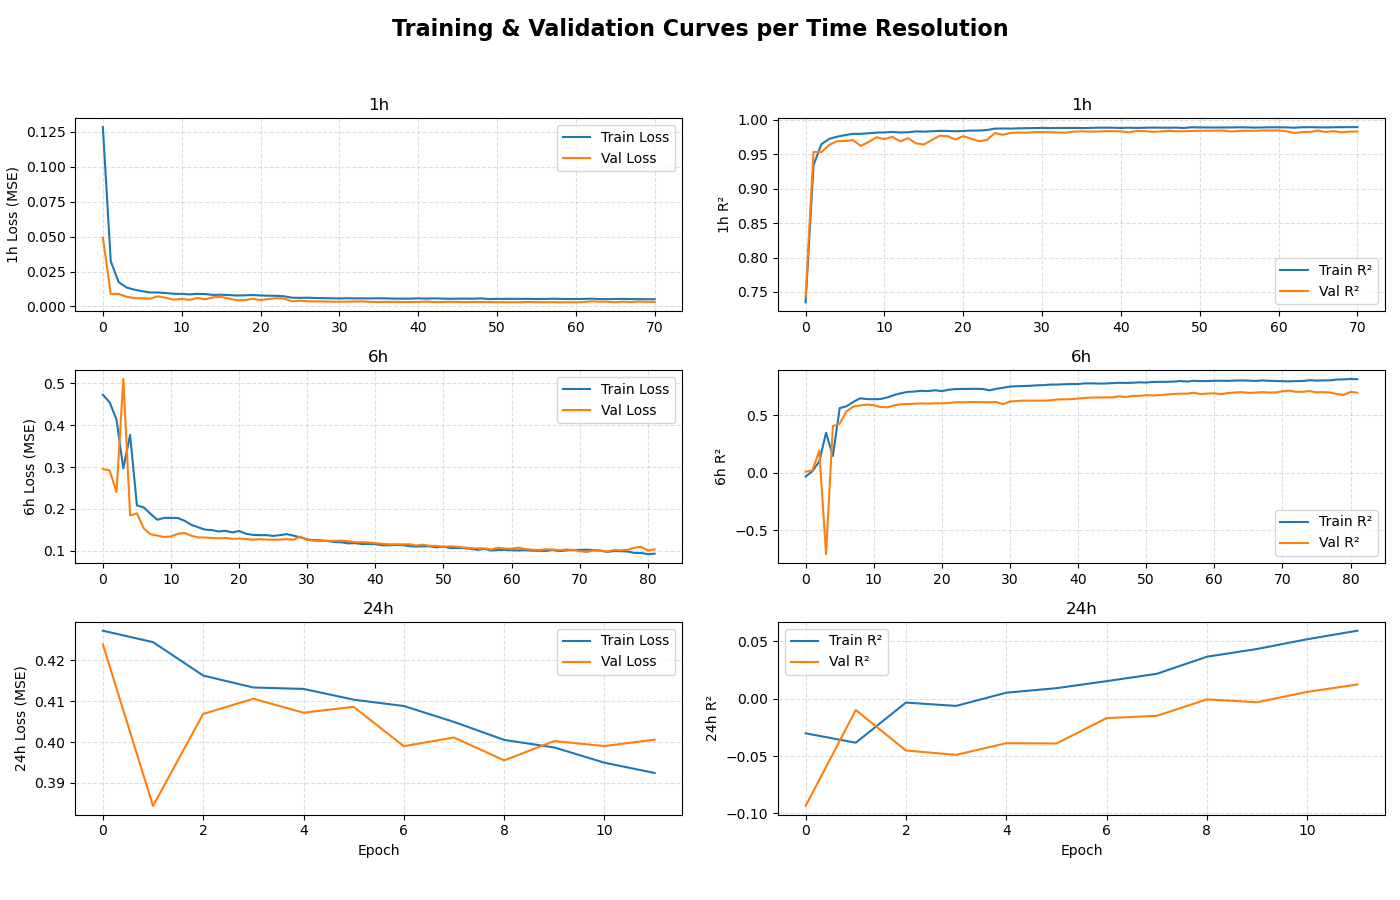 Training & Validation Curves per Time Resolution
1h
1h Loss (MSE)
0.125
0.100
0.075
0.050
0.025
0.000
Train Loss
Val Loss
0 10 20 30 40 50 60 70
1h
1h R²
1.00
0.95
0.90
0.85
0.80
0.75
Train R²
Val R²
0 10 20 30 40 50 60 70
6h
6h Loss (MSE)
0.5
0.4
0.3
0.2
0.1
Train Loss
Val Loss
0 10 20 30 40 50 60 70 80
6h
6h R²
0.5
0.0
−0.5
Train R²
Val R²
0 10 20 30 40 50 60 70 80
24h
24h Loss (MSE)
0.42
0.41
0.40
0.39
Train Loss
Val Loss
0 2 4 6 8 10
Epoch
24h
24h R²
0.05
0.00
−0.05
−0.10
Train R²
Val R²
0 2 4 6 8 10
Epoch